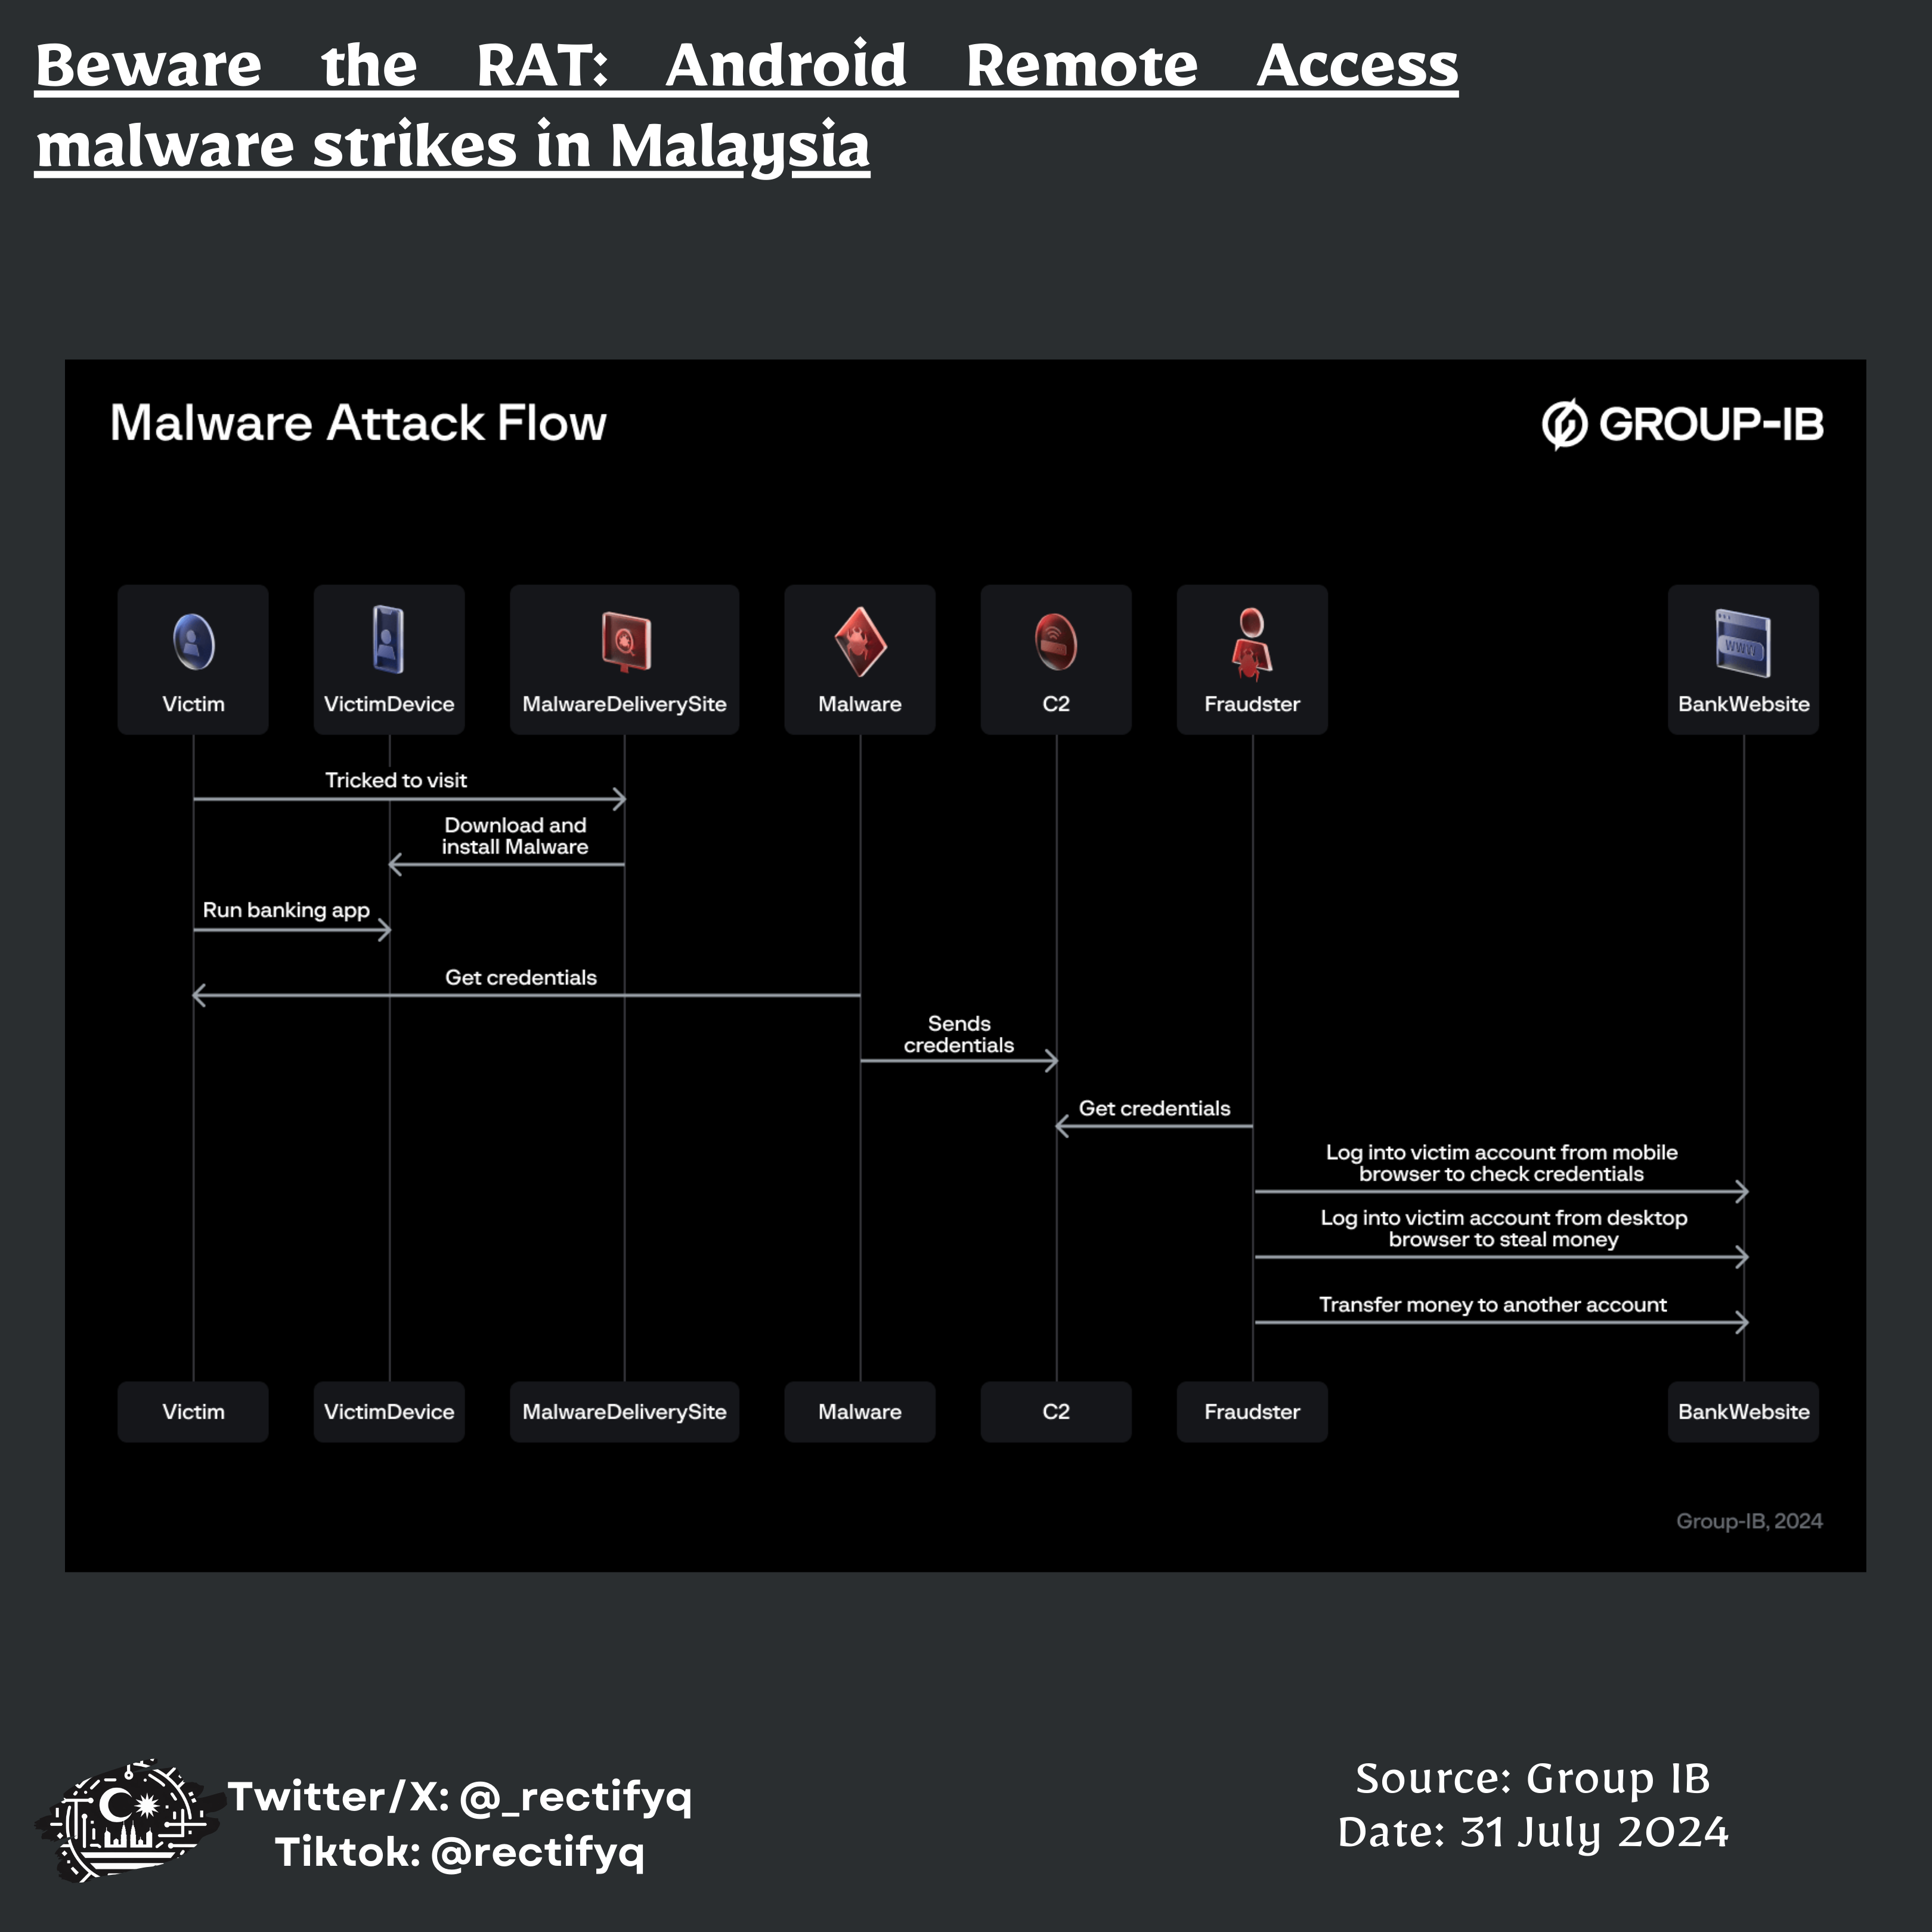 Beware the RAT: Android Remote Access
malware strikes in Malaysia
Malware Attack Flow
GROUP-IB
Victim
VictimDevice
MalwareDeliverySite
Malware
C2
Fraudster
WWW
BankWebsite
Tricked to visit
Download and
install Malware
Run banking app
Get credentials
Sends
credentials
Get credentials
Log into victim account from mobile
browser to check credentials
Log into victim account from desktop
browser to steal money
Transfer money to another account
Victim
VictimDevice
MalwareDeliverySite
Malware
C2
Fraudster
BankWebsite
Group-IB, 2024
Twitter/X: @_rectifyq
Tiktok: @rectifyq
Source: Group IB
Date: 31 July 2024